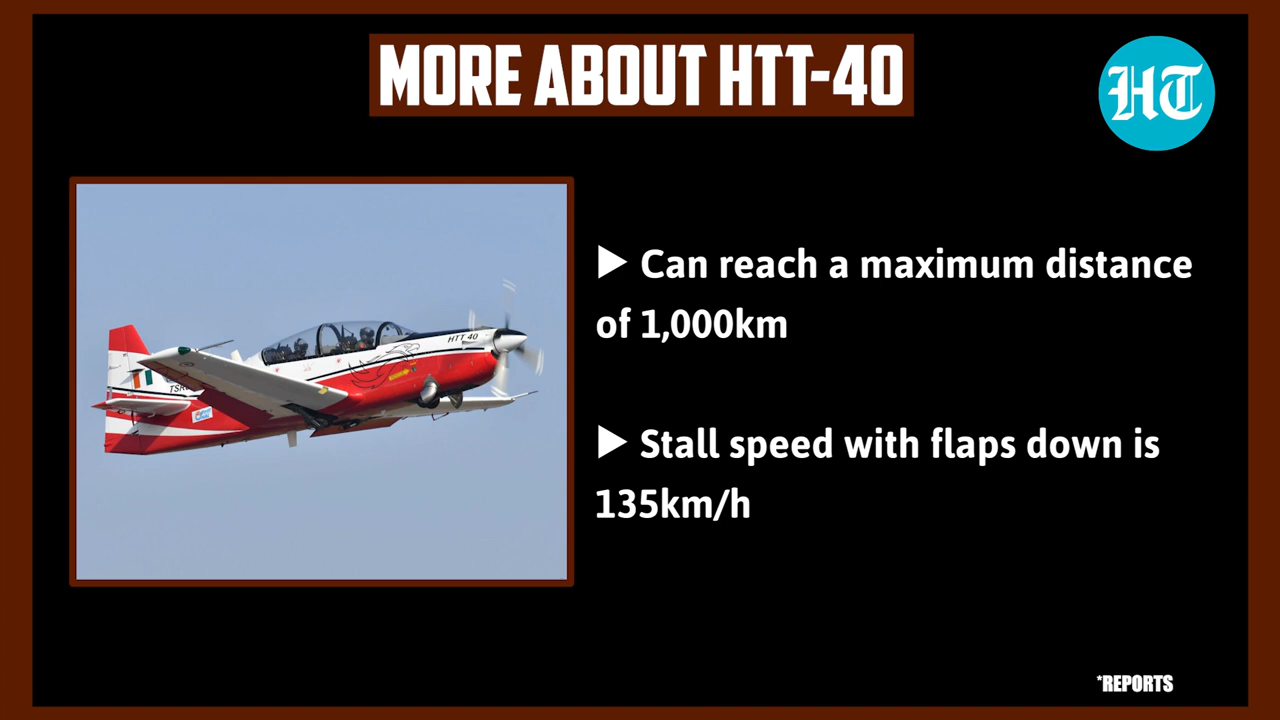 MORE ABOUT HTT-40
HT
▶ Can reach a maximum distance
of 1,000km
▶ Stall speed with flaps down is
135km/h
HTT 40
*REPORTS